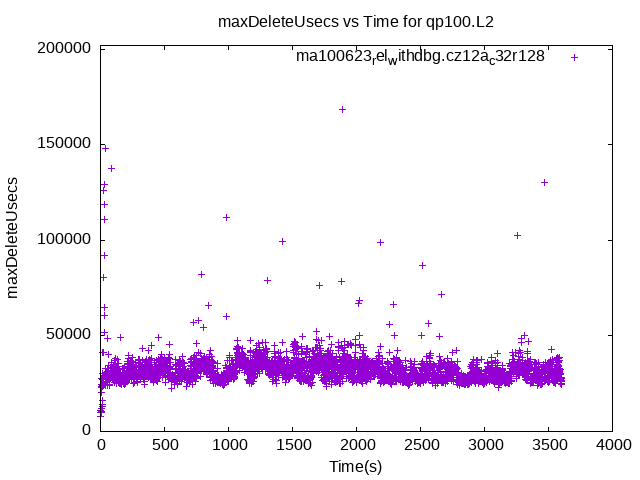 maxDeleteUsecs vs Time for qp100.L2
ma100623relwithdbg.cz12ac32r128
200000
150000
100000
50000
0
maxDeleteUsecs
0 500 1000 1500 2000 2500 3000 3500 4000
Time(s)